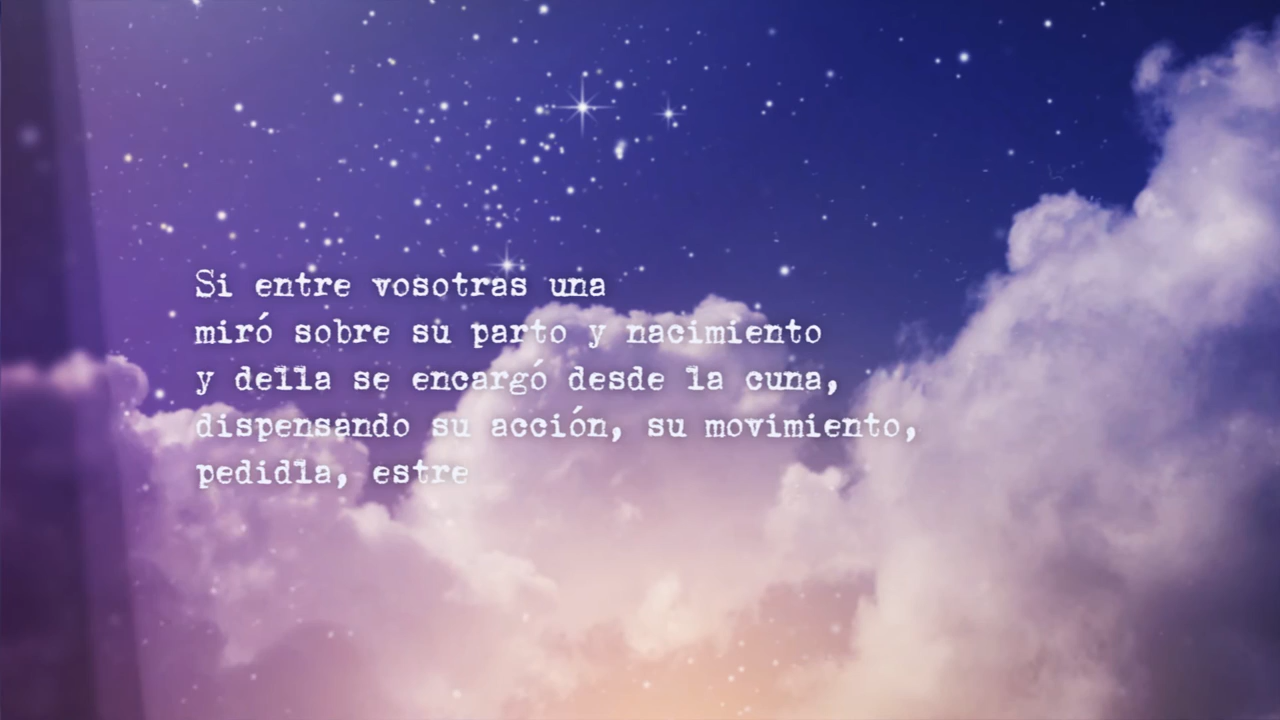 Si entre vosotras una
miró sobre su parto y nacimiento
y della se encargó desde la cuna,
dispensando su acción, su movimiento,
pedidla, estre